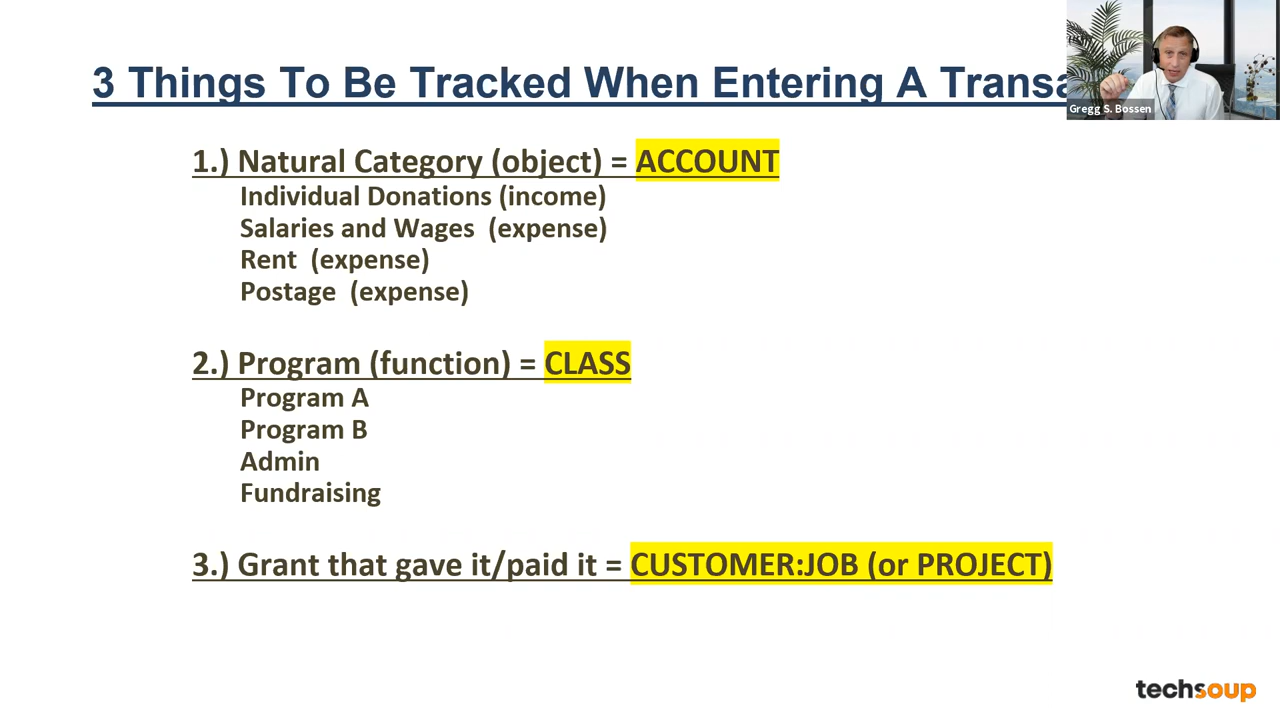 3 Things To Be Tracked When Entering A Transa
Gregg S. Bossen
1.) Natural Category (object) = ACCOUNT
Individual Donations (income)
Salaries and Wages (expense)
Rent (expense)
Postage (expense)
2.) Program (function) = CLASS
Program A
Program B
Admin
Fundraising
3.) Grant that gave it/paid it = CUSTOMER:JOB (or PROJECT)
techsoup